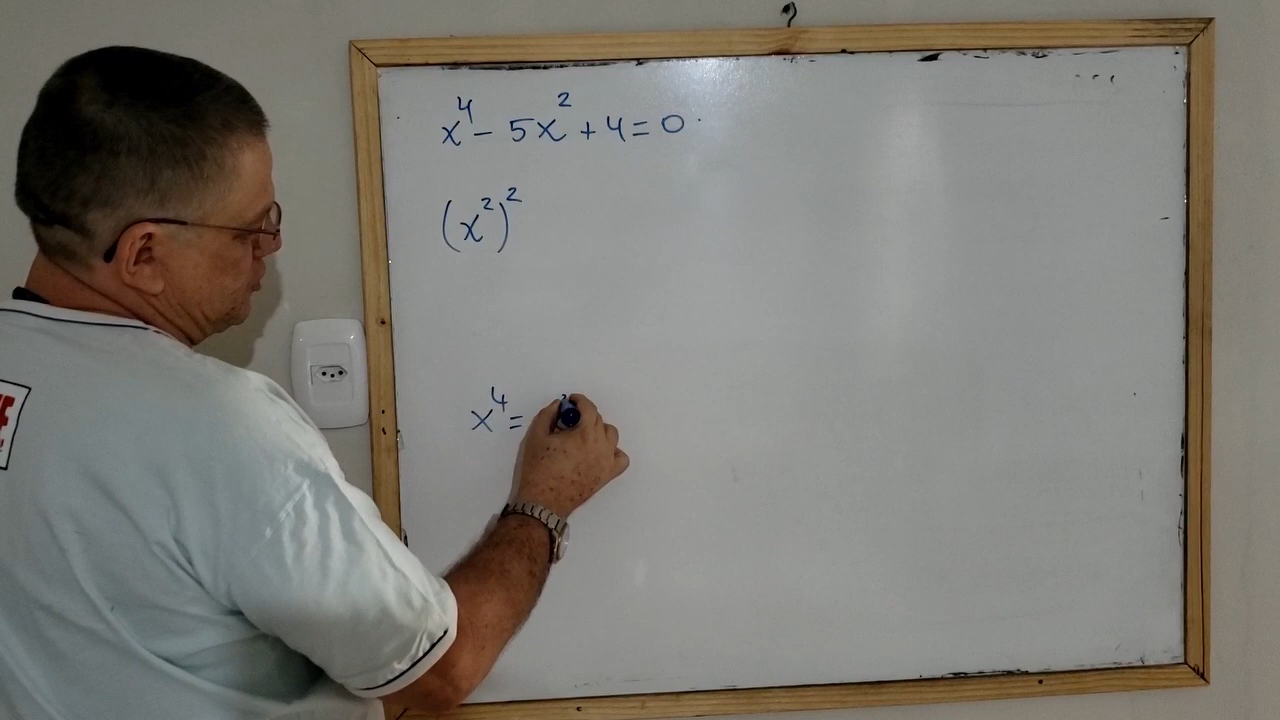 x⁴ - 5x² + 4 = 0
(x²)²
x⁴ =